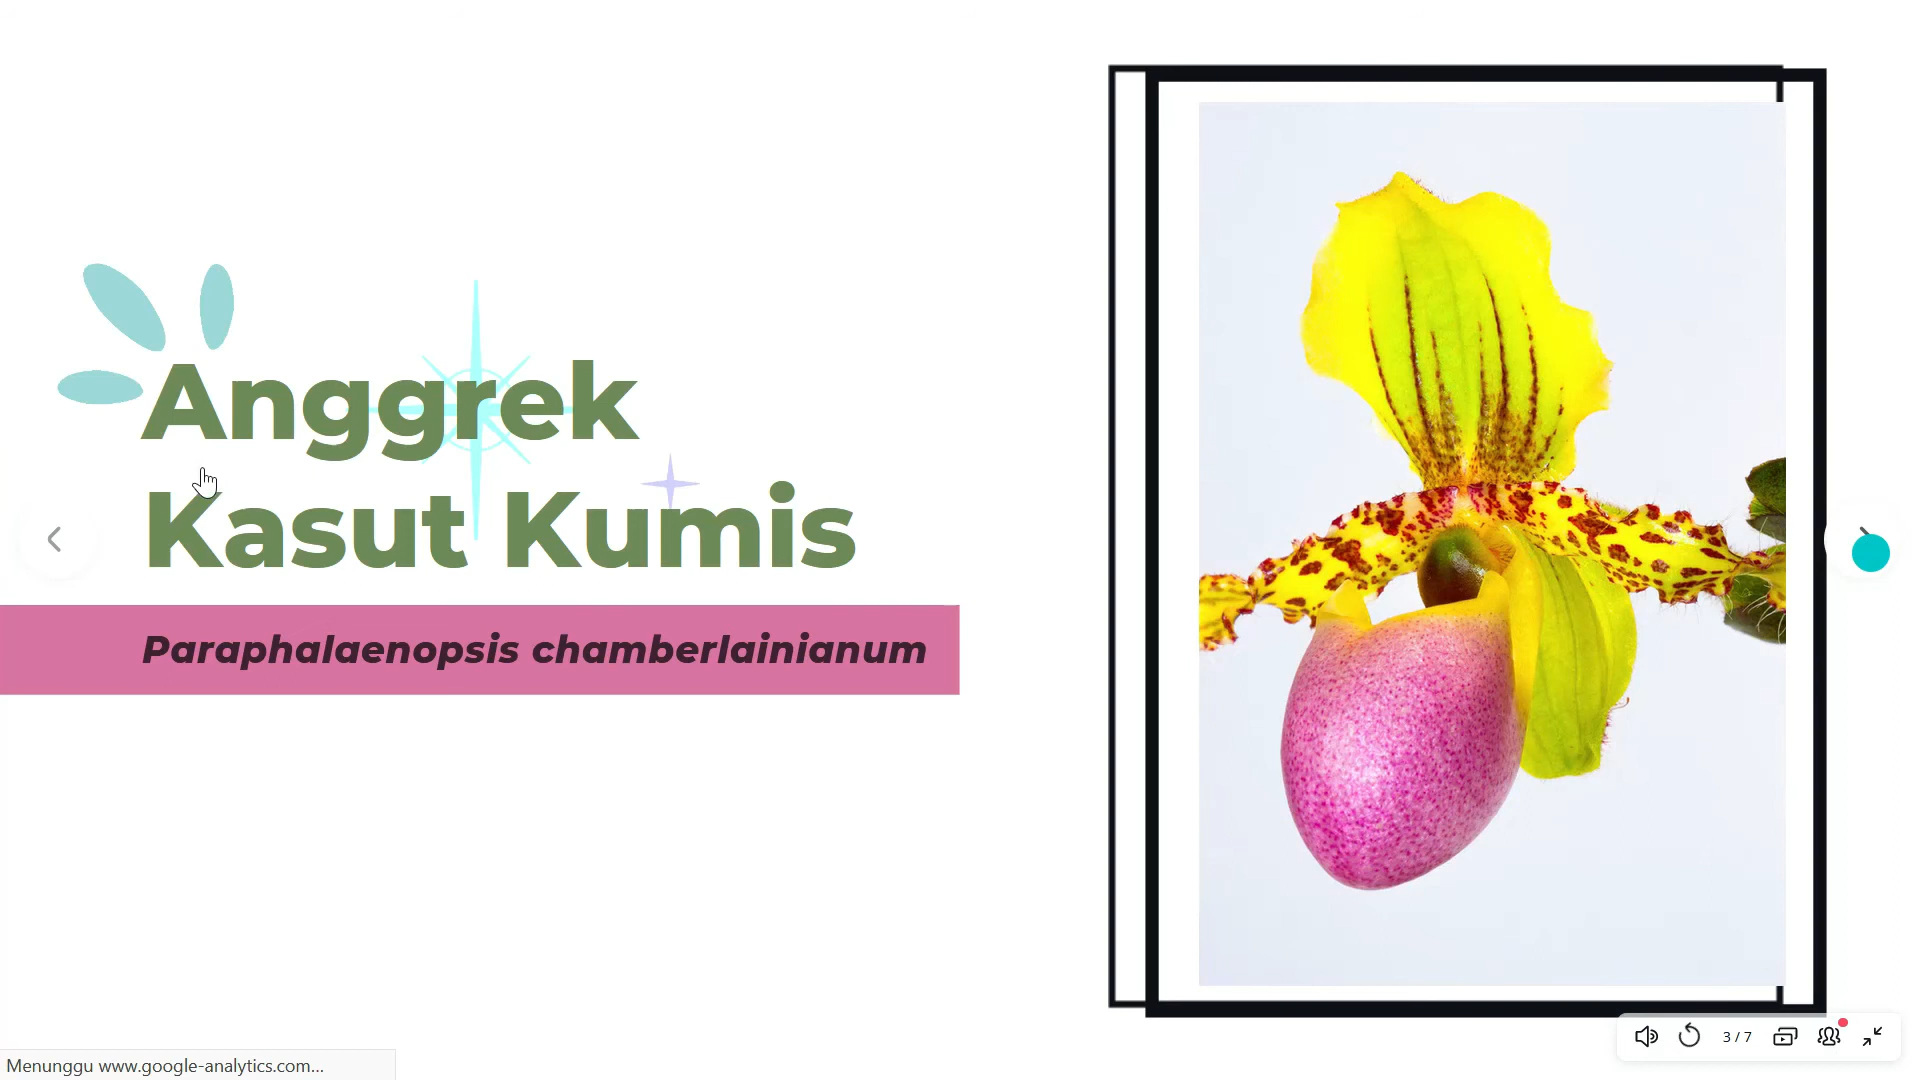 Anggrek
Kasut Kumis
Paraphalaenopsis chamberlainianum
3 / 7
Menunggu www.google-analytics.com...